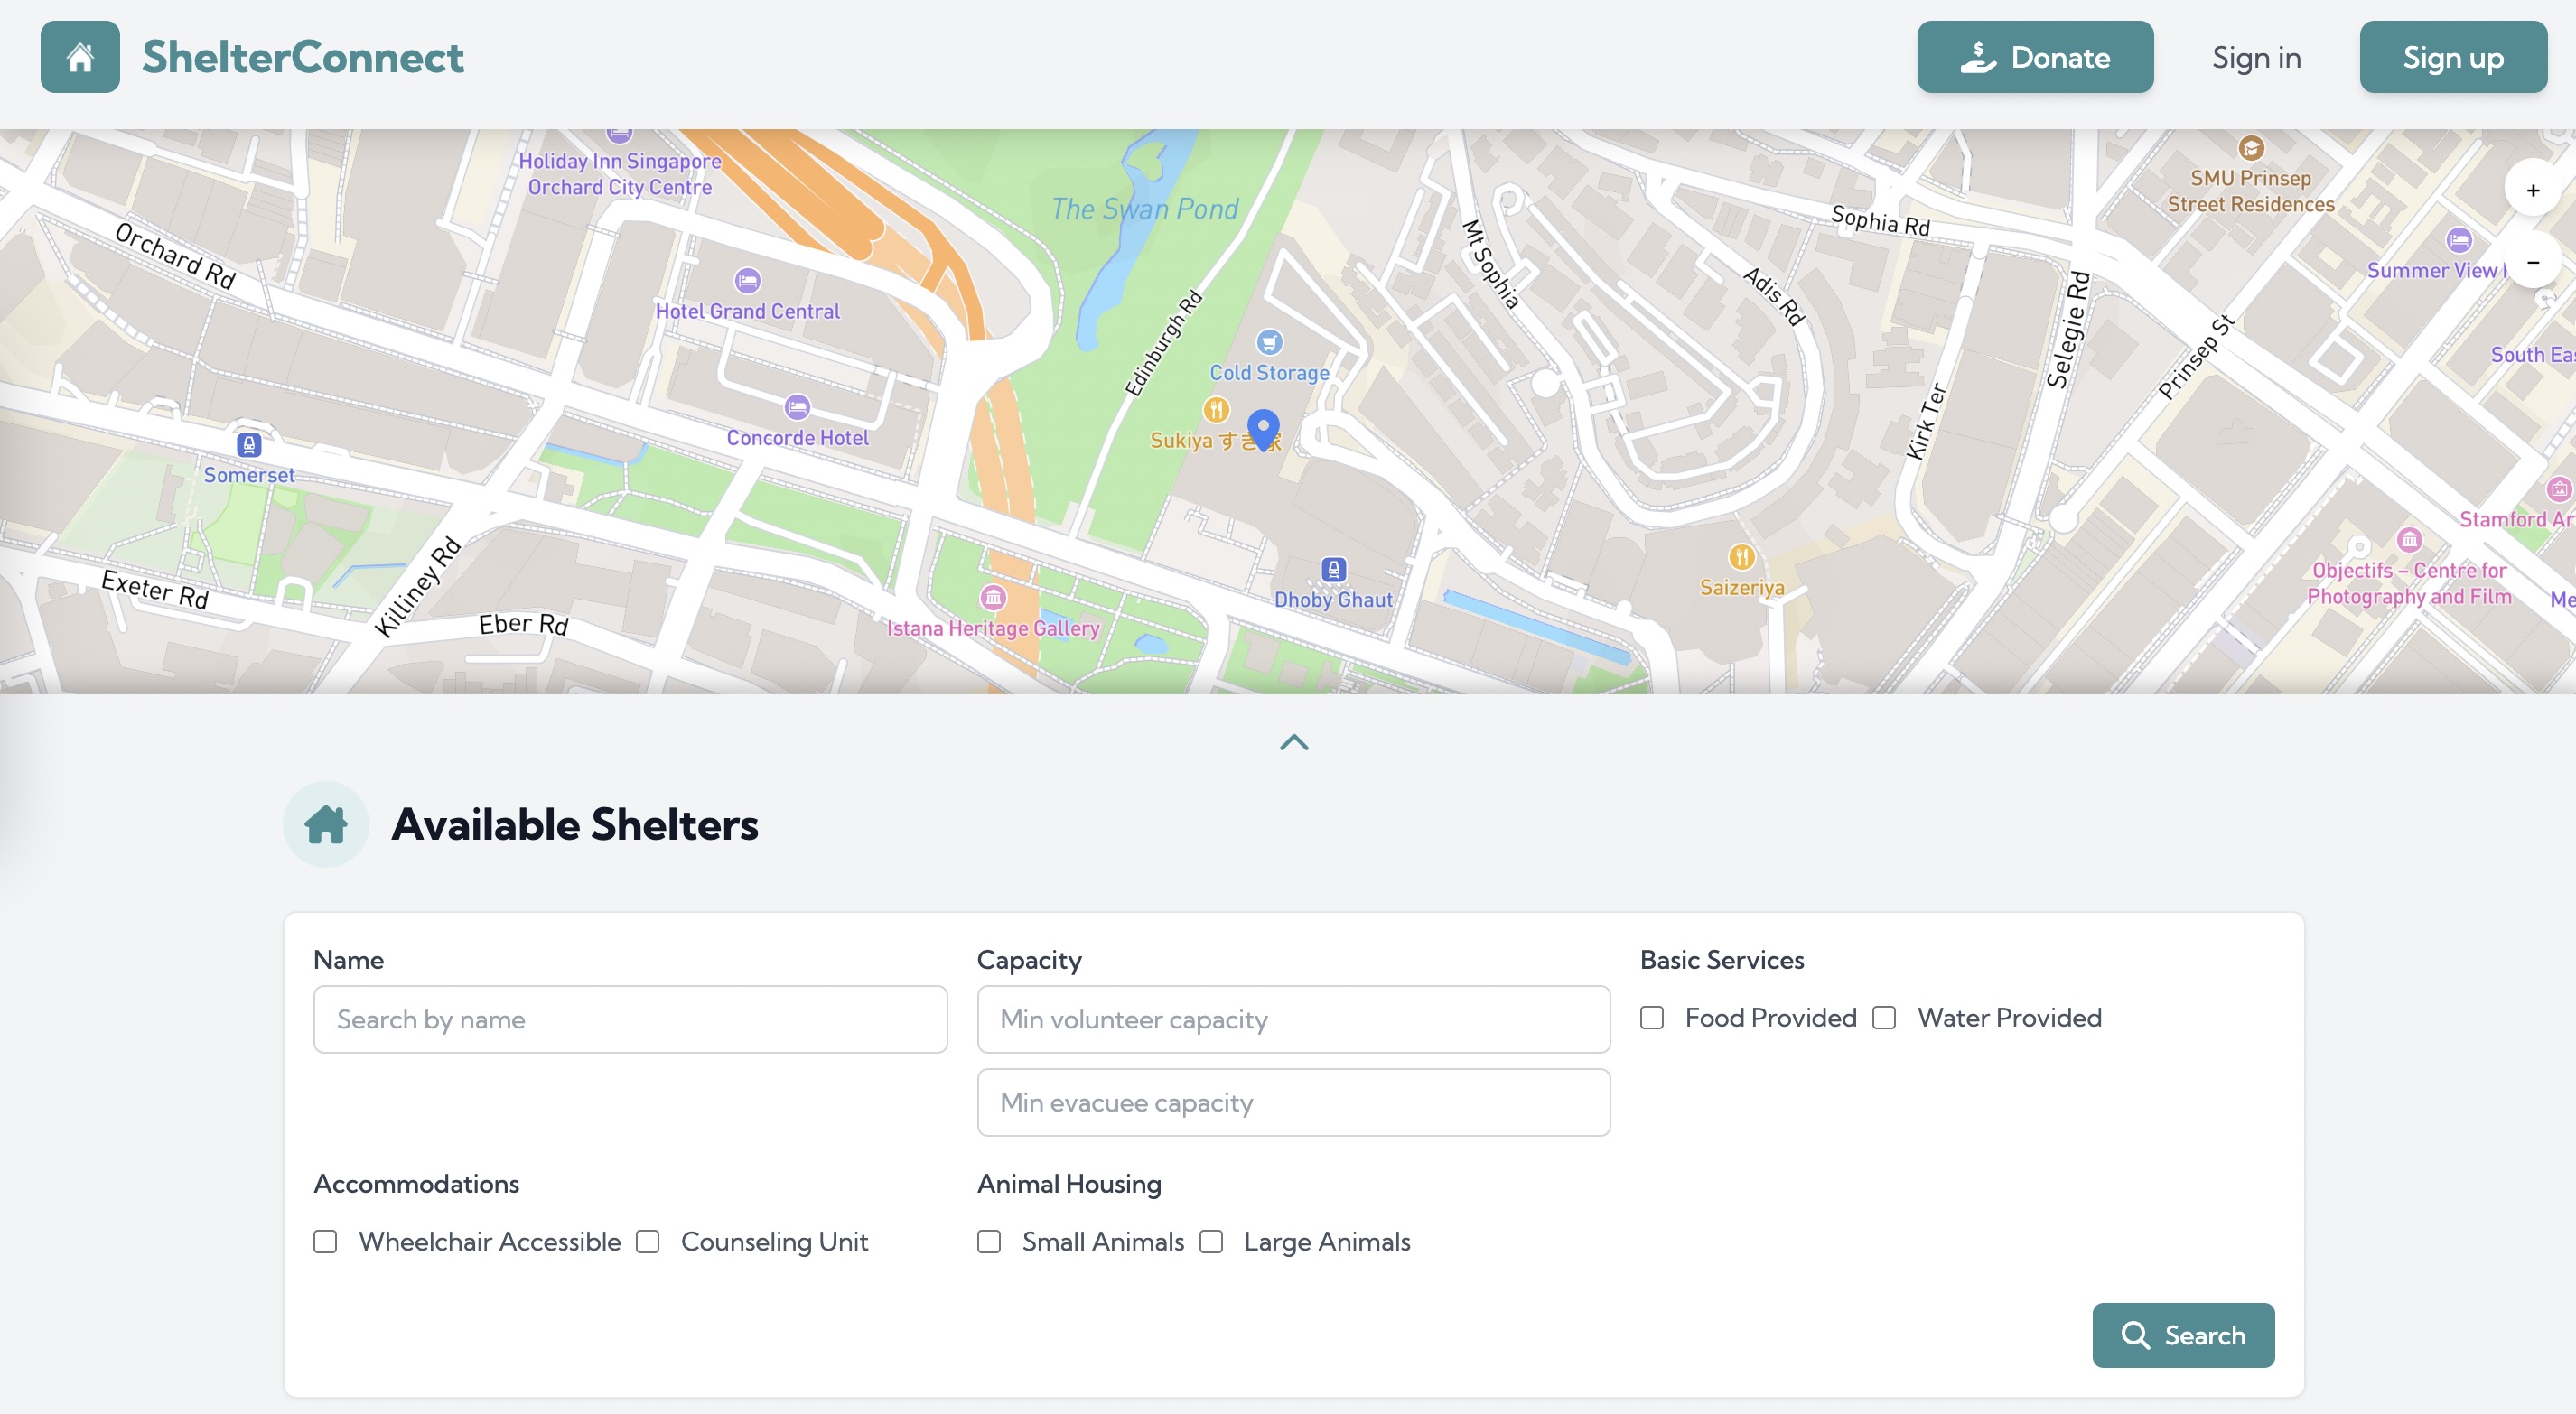 ShelterConnect
Donate
Sign in
Sign up
Holiday Inn Singapore
Orchard City Centre
The Swan Pond
SMU Prinsep
Street Residences
+
Sophia Rd
Orchard Rd
Mt Sophia
Summer View
−
Adis Rd
Hotel Grand Central
Edinburgh Rd
Selegie Rd
Prinsep St
South Eas
Cold Storage
Kirk Ter
Concorde Hotel
Sukiya すき家
Somerset
Stamford Ar
Exeter Rd
Killiney Rd
Saizeriya
Objectifs – Centre for
Photography and Film
Dhoby Ghaut
Me
Eber Rd
Istana Heritage Gallery
Available Shelters
Name
Capacity
Basic Services
Search by name
Min volunteer capacity
Food Provided
Water Provided
Min evacuee capacity
Accommodations
Animal Housing
Wheelchair Accessible
Counseling Unit
Small Animals
Large Animals
Search